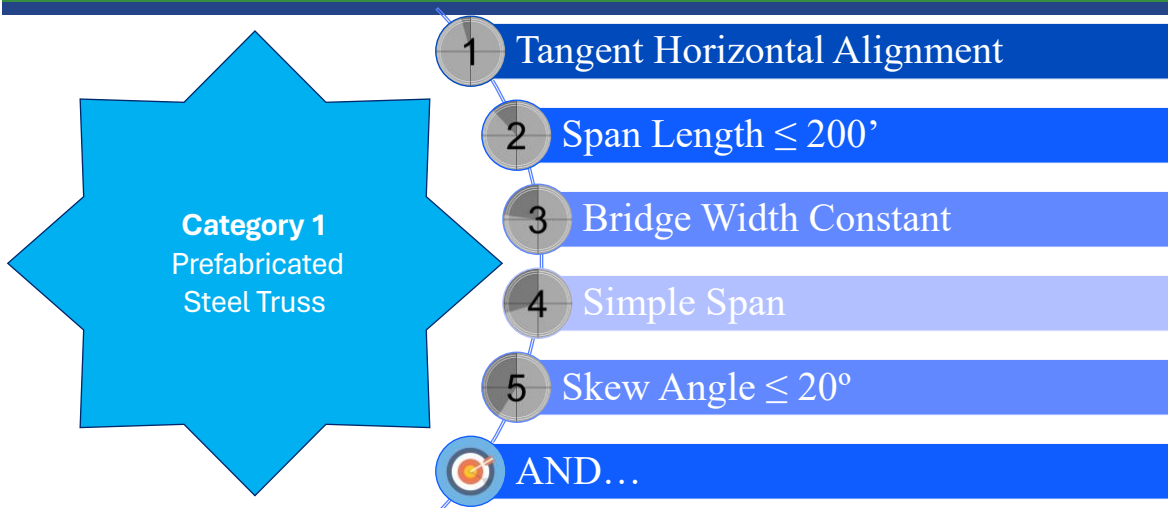 Category 1
Prefabricated
Steel Truss
1 Tangent Horizontal Alignment
2 Span Length ≤ 200’
3 Bridge Width Constant
4 Simple Span
5 Skew Angle ≤ 20º
AND…